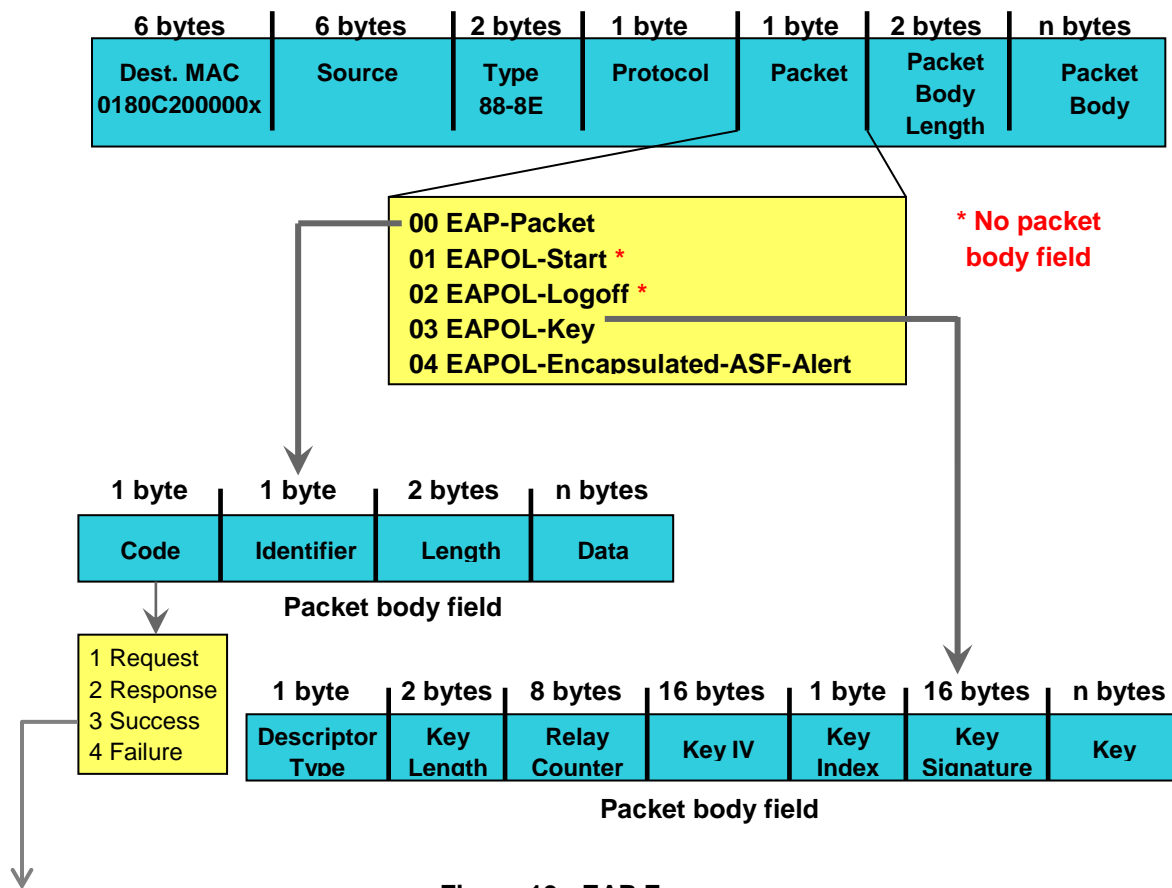 6 bytes 6 bytes 2 bytes 1 byte 1 byte 2 bytes n bytes
Dest. MAC 0180C200000x Source Type 88-8E Protocol Packet Packet Body Length Packet Body
00 EAP-Packet
01 EAPOL-Start *
02 EAPOL-Logoff *
03 EAPOL-Key
04 EAPOL-Encapsulated-ASF-Alert
* No packet
body field
1 byte 1 byte 2 bytes n bytes
Code Identifier Length Data
Packet body field
1 Request
2 Response
3 Success
4 Failure
1 byte 2 bytes 8 bytes 16 bytes 1 byte 16 bytes n bytes
Descriptor Type Key Length Relay Counter Key IV Key Index Key Signature Key
Packet body field